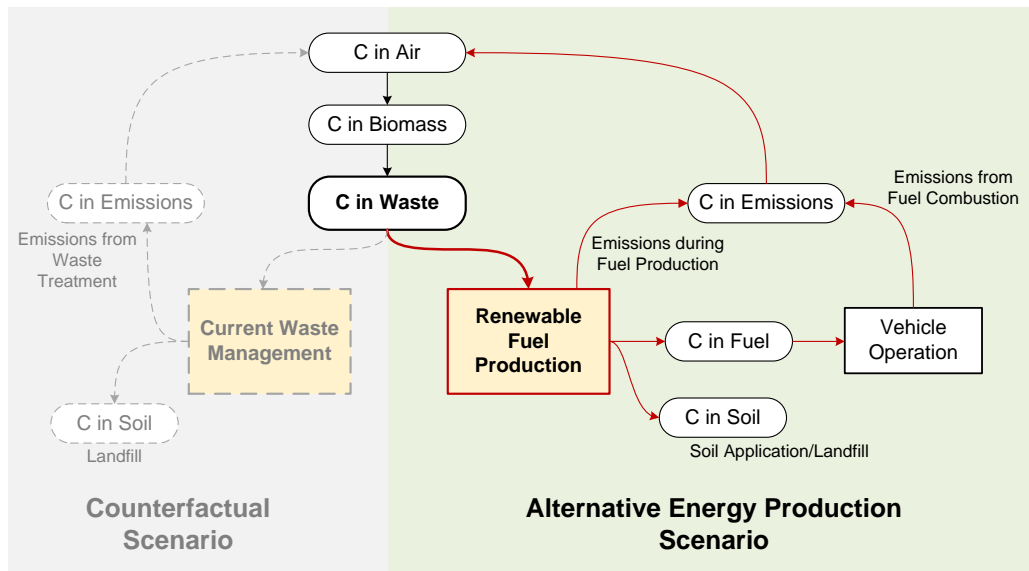 C in Air
C in Biomass
C in Waste
C in Emissions
Emissions from
Waste
Treatment
Current Waste
Management
C in Soil
Landfill
Counterfactual
Scenario
Emissions from
Fuel Combustion
C in Emissions
Emissions during
Fuel Production
Renewable
Fuel
Production
C in Fuel
Vehicle
Operation
C in Soil
Soil Application/Landfill
Alternative Energy Production
Scenario